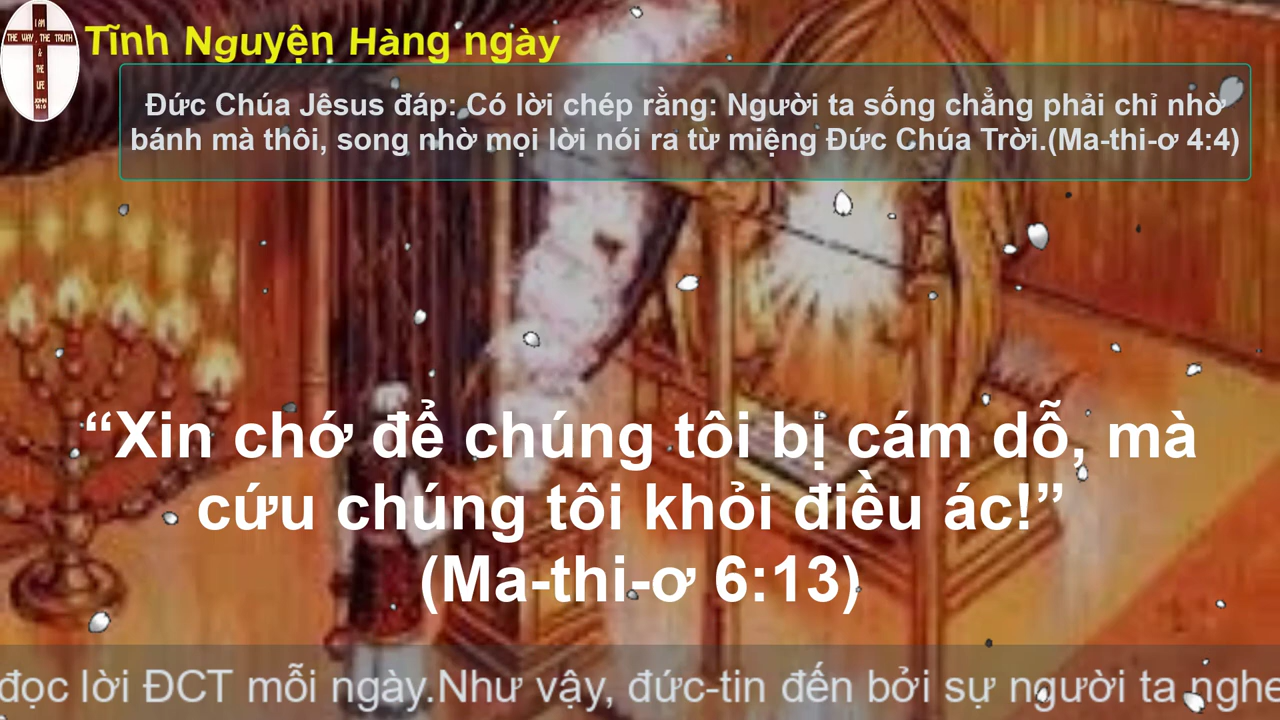 I AM
THE WAY, THE TRUTH
&
THE
LIFE
JOHN
14:6
Tĩnh Nguyện Hàng ngày
Đức Chúa Jêsus đáp: Có lời chép rằng: Người ta sống chẳng phải chỉ nhờ
bánh mà thôi, song nhờ mọi lời nói ra từ miệng Đức Chúa Trời.(Ma-thi-ơ 4:4)
“Xin chớ để chúng tôi bị cám dỗ, mà
cứu chúng tôi khỏi điều ác!”
(Ma-thi-ơ 6:13)
đọc lời ĐCT mỗi ngày.Như vậy, đức-tin đến bởi sự người ta nghe